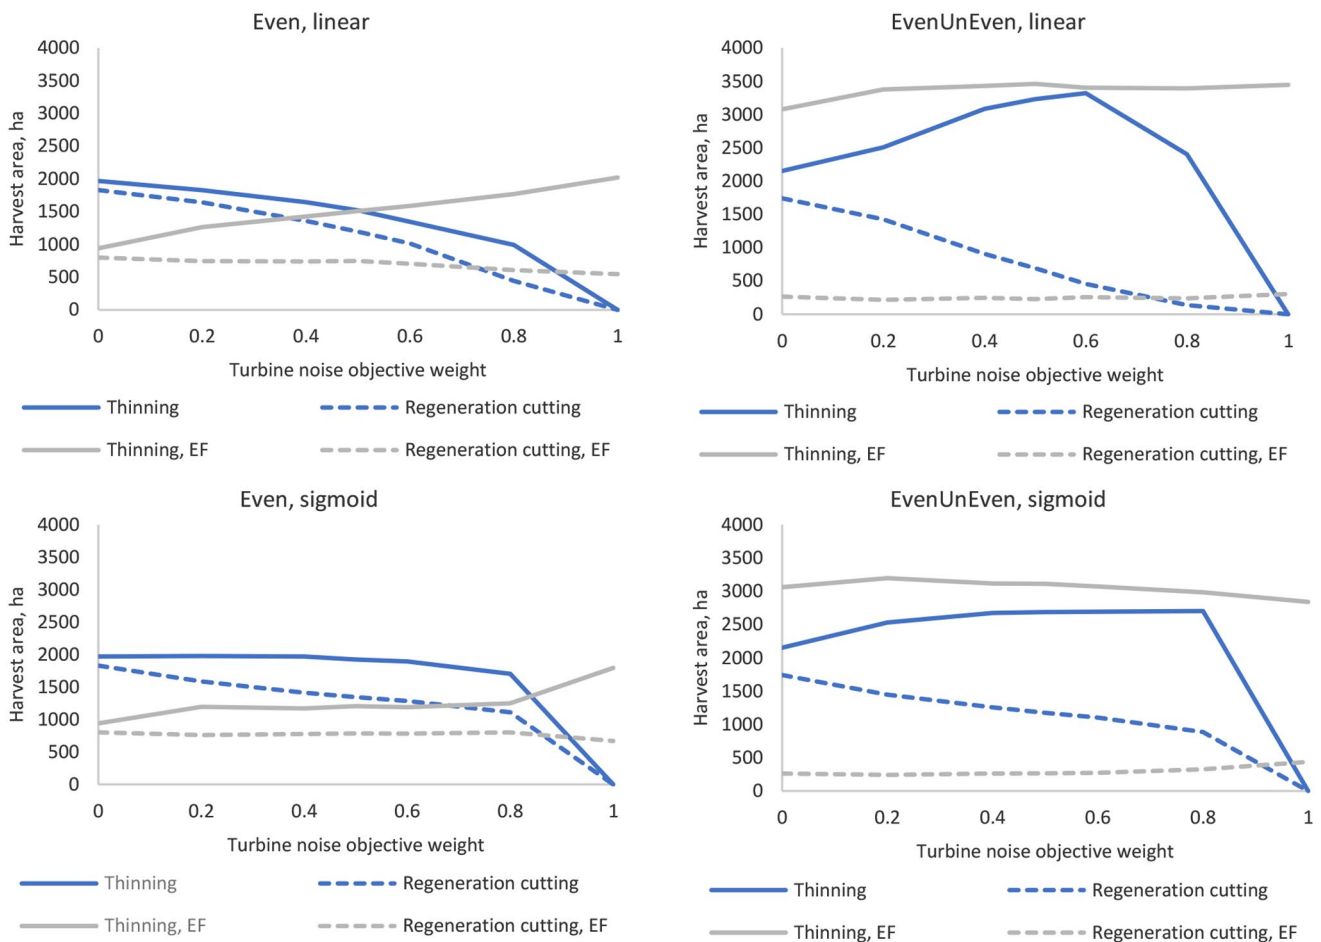 Even, linear
4000
3500
3000
2500
2000
1500
1000
500
0
Harvest area, ha
0 0.2 0.4 0.6 0.8 1
Turbine noise objective weight
Thinning Regeneration cutting
Thinning, EF Regeneration cutting, EF
EvenUnEven, linear
4000
3500
3000
2500
2000
1500
1000
500
0
Harvest area, ha
0 0.2 0.4 0.6 0.8 1
Turbine noise objective weight
Thinning Regeneration cutting
Thinning, EF Regeneration cutting, EF
Even, sigmoid
4000
3500
3000
2500
2000
1500
1000
500
0
Harvest area, ha
0 0.2 0.4 0.6 0.8 1
Turbine noise objective weight
Thinning Regeneration cutting
Thinning, EF Regeneration cutting, EF
EvenUnEven, sigmoid
4000
3500
3000
2500
2000
1500
1000
500
0
Harvest area, ha
0 0.2 0.4 0.6 0.8 1
Turbine noise objective weight
Thinning Regeneration cutting
Thinning, EF Regeneration cutting, EF